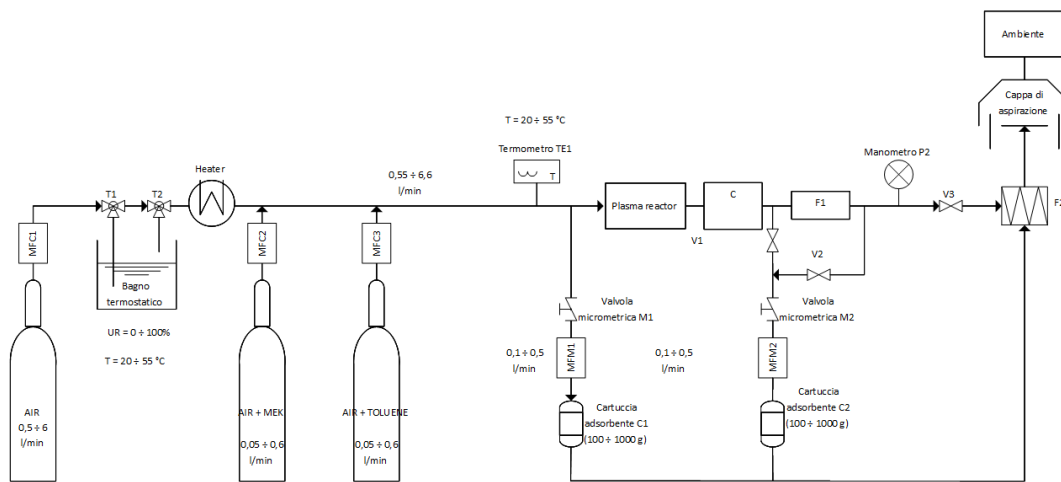 Ambiente
Cappa di
aspirazione
T = 20 ÷ 55 °C
Termometro TE1
T
Manometro P2
Heater
0,55 ÷ 6,6
l/min
T1
T2
Plasma reactor
C
F1
V3
V1
V2
MFC1
MFC2
MFC3
Bagno
termostatico
UR = 0 ÷ 100%
T = 20 ÷ 55 °C
Valvola
micrometrica M1
Valvola
micrometrica M2
0,1 ÷ 0,5
l/min
MFM1
0,1 ÷ 0,5
l/min
MFM2
Cartuccia
adsorbente C1
(100 ÷ 1000 g)
Cartuccia
adsorbente C2
(100 ÷ 1000 g)
AIR
0,5 ÷ 6
l/min
AIR + MEK
0,05 ÷ 0,6
l/min
AIR + TOLUENE
0,05 ÷ 0,6
l/min